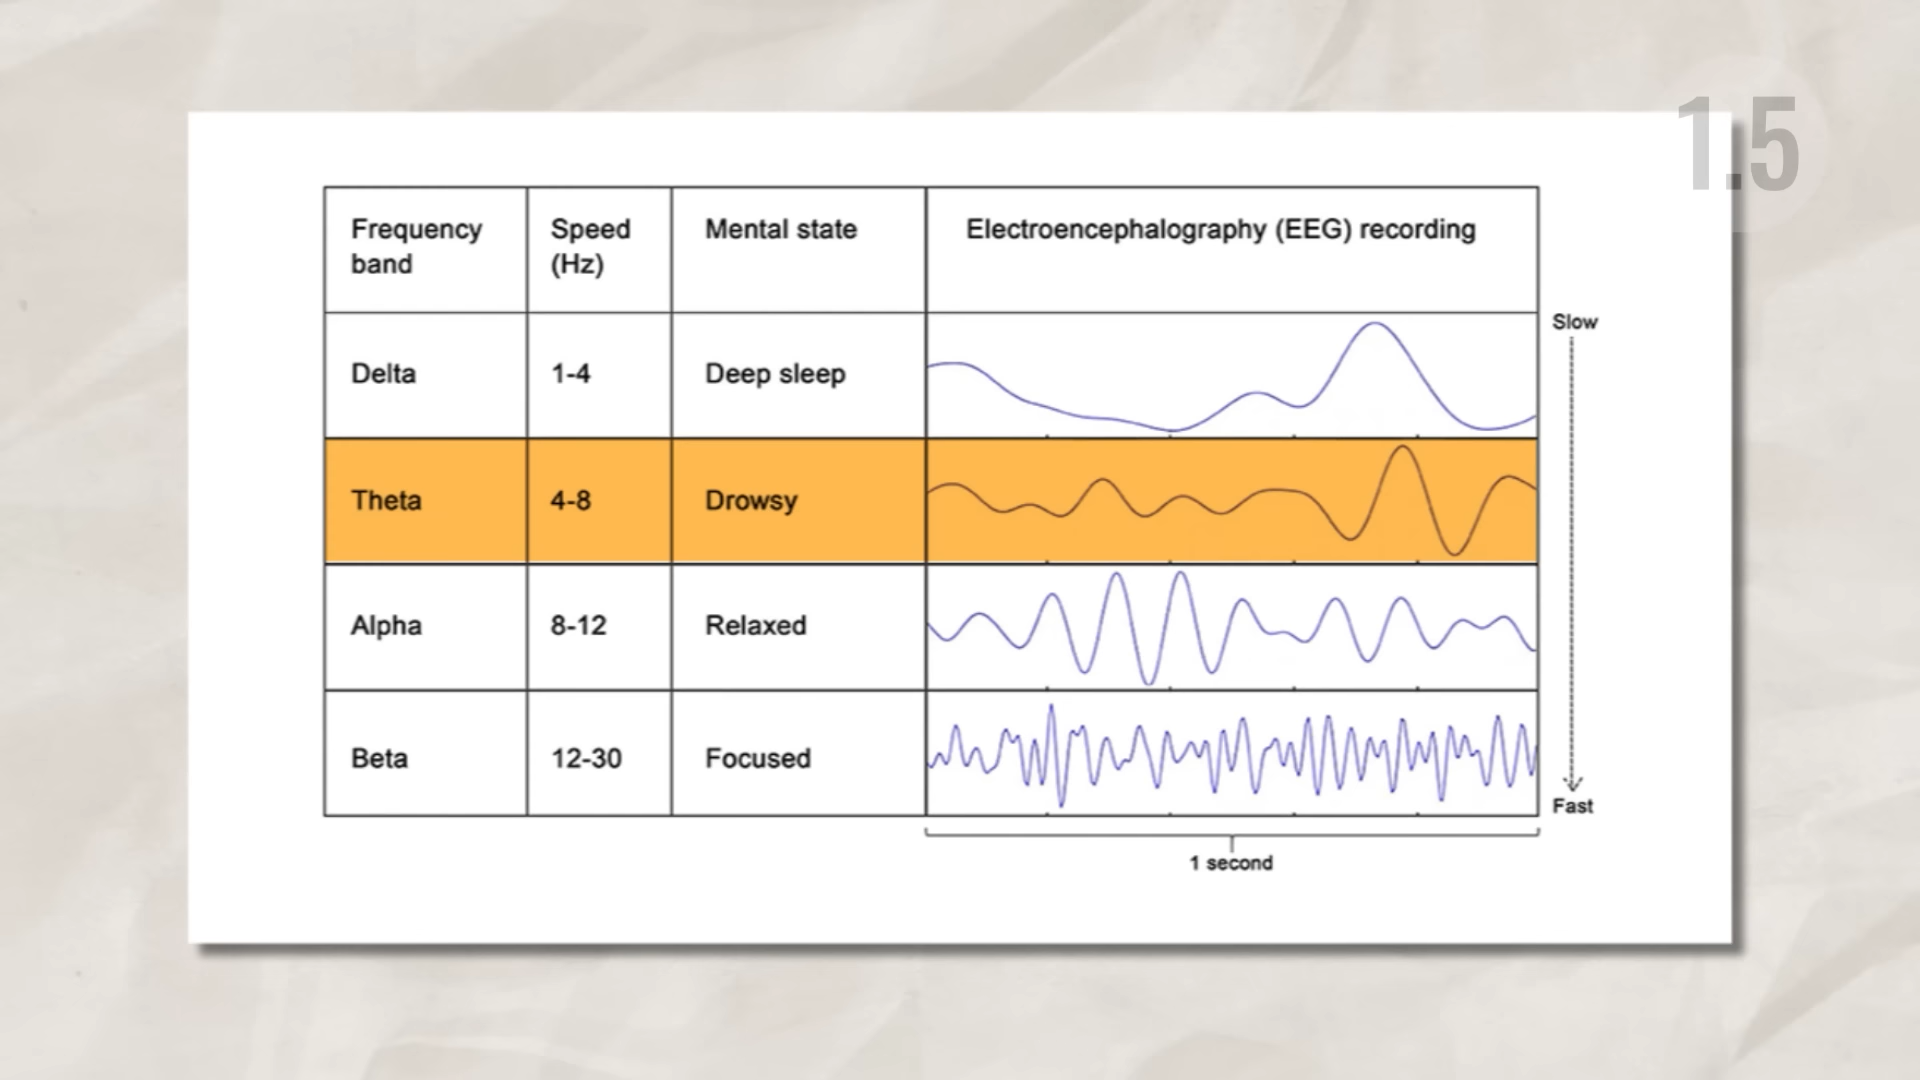 1.5
Frequency
band
Speed
(Hz)
Mental state
Electroencephalography (EEG) recording
Slow
Delta
1-4
Deep sleep
Theta
4-8
Drowsy
Alpha
8-12
Relaxed
Beta
12-30
Focused
Fast
1 second